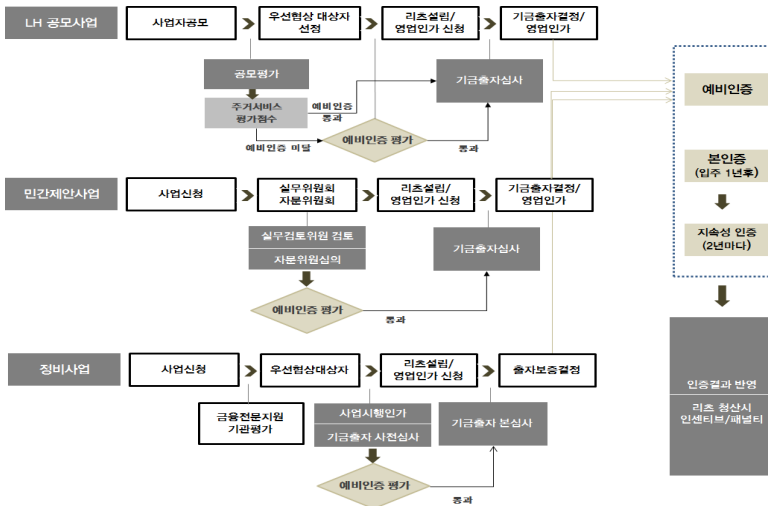 LH 공모사업
사업자공모
우선협상 대상자
선정
리츠설립/
영업인가 신청
기금출자결정/
영업인가
공모평가
주거서비스
평가점수
예비인증
통과
예비인증 미달
예비인증 평가
통과
기금출자심사
민간제안사업
사업신청
실무위원회
자문위원회
리츠설립/
영업인가 신청
기금출자결정/
영업인가
실무검토위원 검토
자문위원심의
예비인증 평가
통과
기금출자심사
정비사업
사업신청
우선협상대상자
리츠설립/
영업인가 신청
출자보증결정
금융전문지원
기관평가
사업시행인가
기금출자 사전심사
예비인증 평가
통과
기금출자 본심사
예비인증
본인증
(입주 1년후)
지속성 인증
(2년마다)
인증결과 반영
리츠 청산시
인센티브/패널티